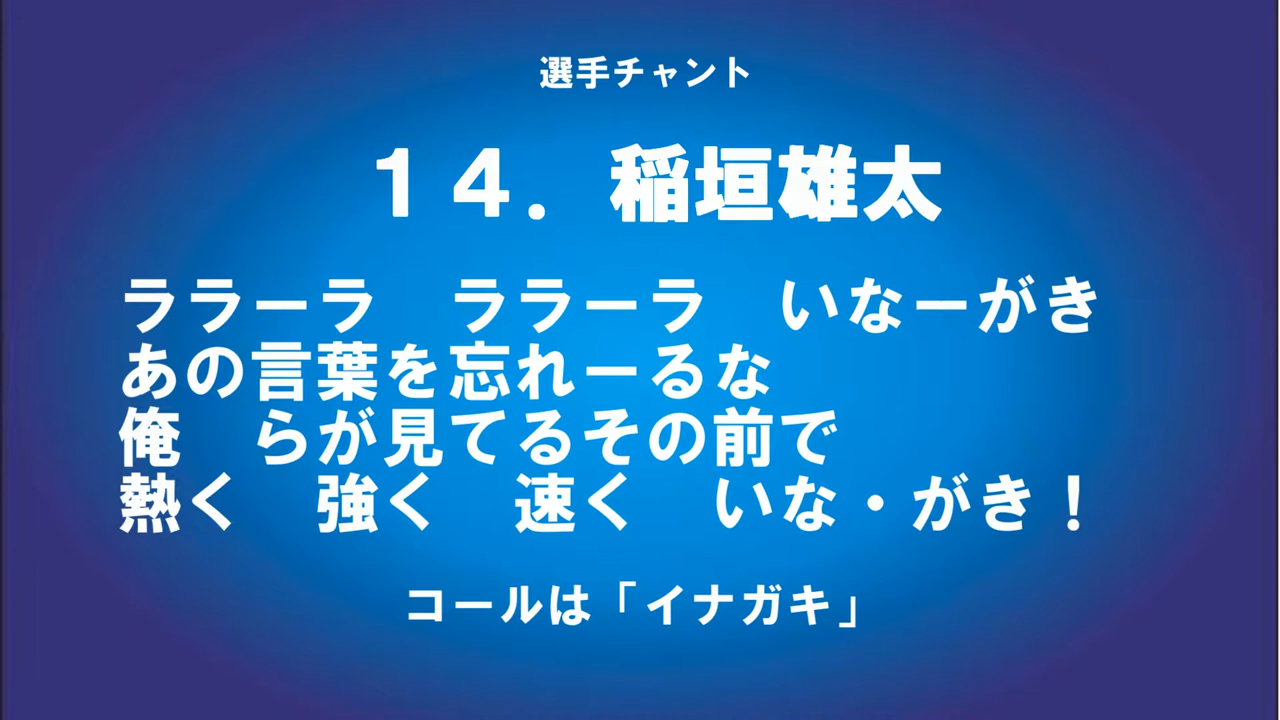 選手チャント
１４．稲垣雄太
ララーラ　ララーラ　いなーがき
あの言葉を忘れーるな
俺　らが見てるその前で
熱く　強く　速く　いな・がき！
コールは「イナガキ」